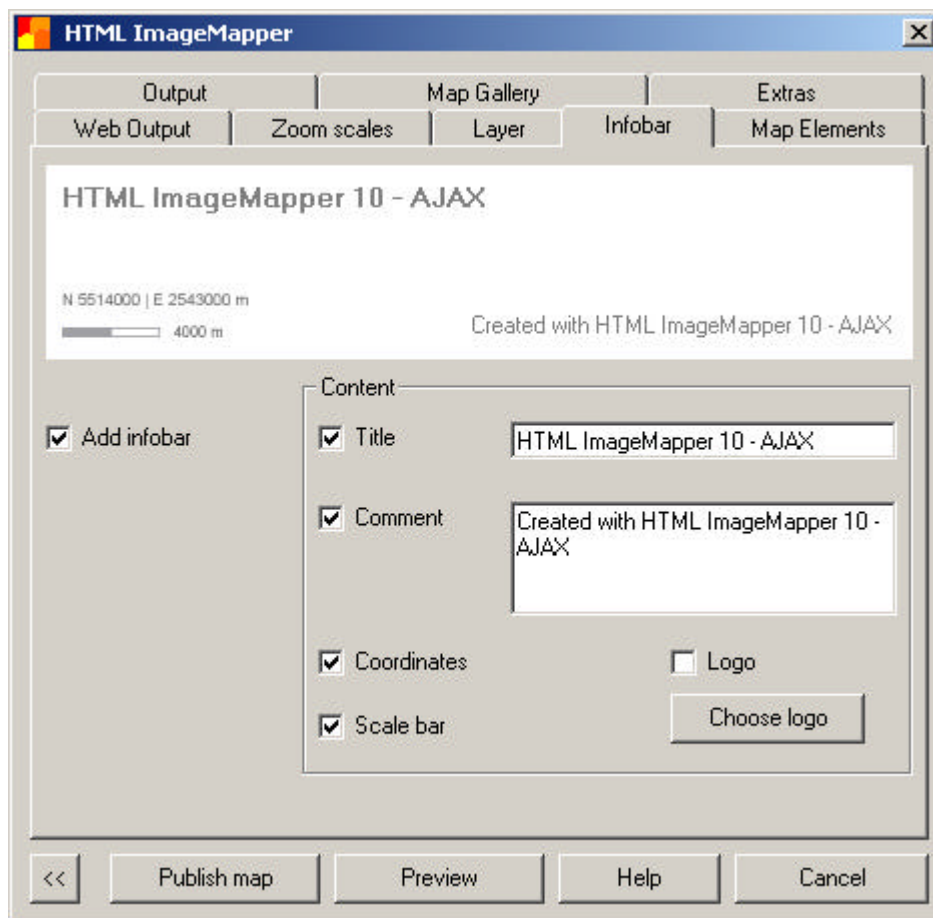 HTML ImageMapper
Output Map Gallery Extras
Web Output Zoom scales Layer Infobar Map Elements
HTML ImageMapper 10 - AJAX
N 5514000 | E 2543000 m
4000 m
Created with HTML ImageMapper 10 - AJAX
Content
Add infobar
Title
HTML ImageMapper 10 - AJAX
Comment
Created with HTML ImageMapper 10 -
AJAX
Coordinates
Logo
Scale bar
Choose logo
<< Publish map Preview Help Cancel